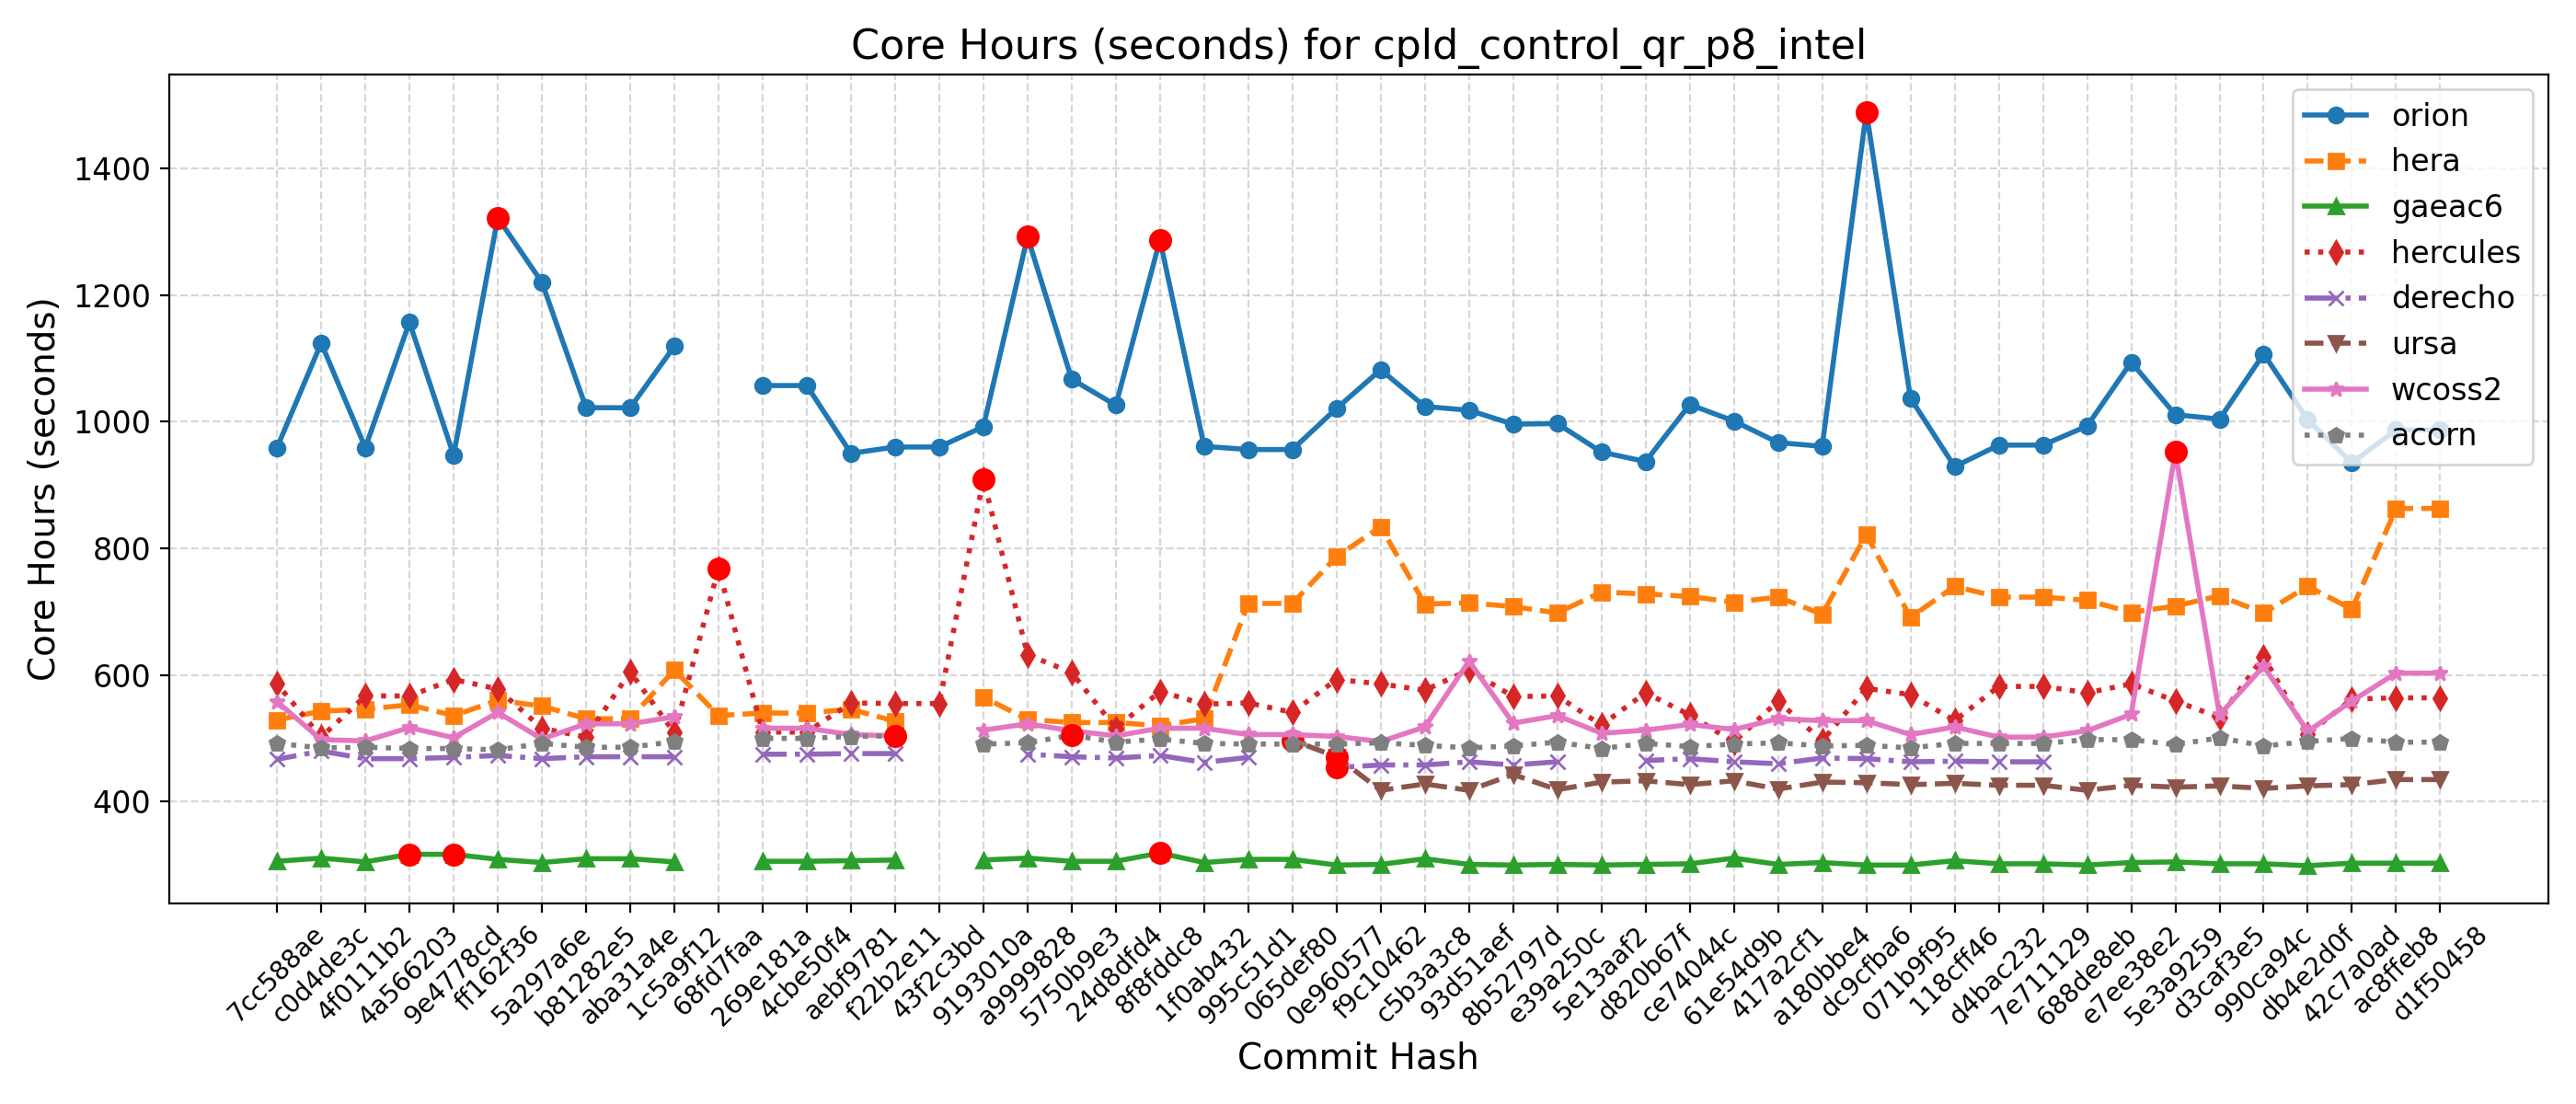 Core Hours (seconds) for cpld_control_qr_p8_intel
Core Hours (seconds)
1400
1200
1000
800
600
400
orion
hera
gaeac6
hercules
derecho
ursa
wcoss2
acorn
7cc588ae
c0d4de3c
4f0111b2
4a566203
9e4778cd
ff162f36
5a297a6e
b81282e5
aba31a4e
1c5a9f12
68fd7faa
269e181a
4cbe50f4
aebf9781
f22b2e11
43f2c3bd
9193010a
a9999828
5750b9e3
24d8dfd4
8f8fddc8
1f0ab432
995c51d1
065def80
0e960577
f9c10462
c5b3a3c8
93d51aef
8b52797d
e39a250c
5e13aaf2
d820b67f
ce74044c
61e54d9b
417a2cf1
a180bbe4
dc9cfba6
071b9f95
118cff46
d4bac232
7e711129
688de8eb
e7ee38e2
5e3a9259
d3caf3e5
990ca94c
db4e2d0f
42c7a0ad
ac8ffeb8
d1f50458
Commit Hash